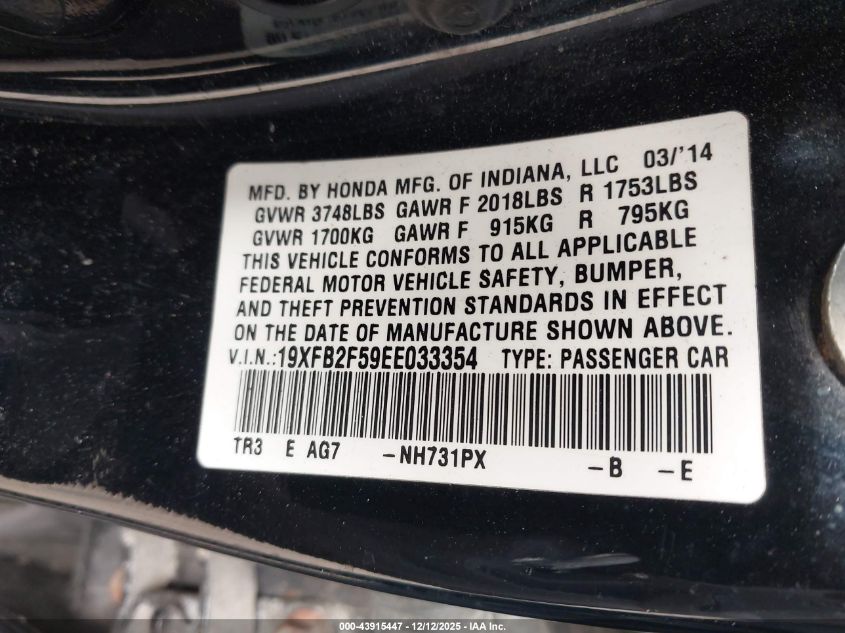 MFD. BY HONDA MFG. OF INDIANA, LLC 03/'14
GVWR 3748LBS GAWR F 2018LBS R 1753LBS
GVWR 1700KG GAWR F 915KG R 795KG
THIS VEHICLE CONFORMS TO ALL APPLICABLE
FEDERAL MOTOR VEHICLE SAFETY, BUMPER,
AND THEFT PREVENTION STANDARDS IN EFFECT
ON THE DATE OF MANUFACTURE SHOWN ABOVE.
V.I.N.:19XFB2F59EE033354 TYPE: PASSENGER CAR
TR3 E AG7 -NH731PX -B -E
000-43915447 - 12/12/2025 - IAA Inc.